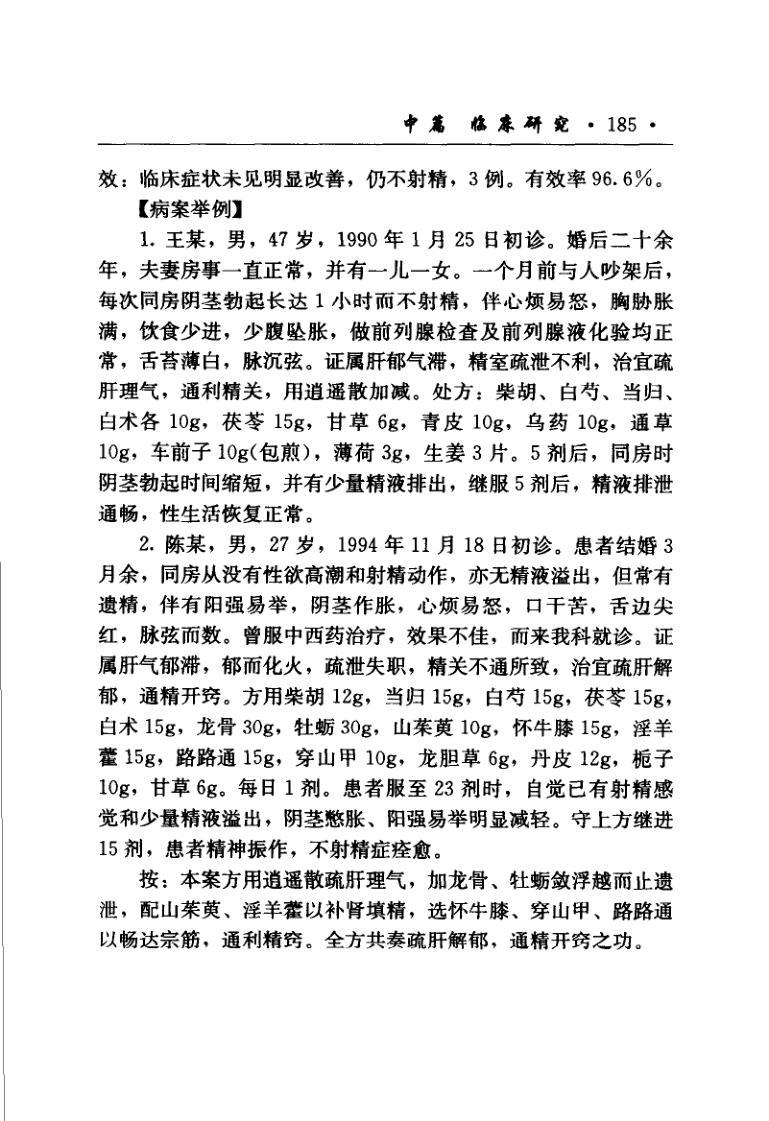 中篇 临床研究 · 185 ·
效：临床症状未见明显改善，仍不射精，3 例。有效率 96.6%。
【病案举例】
1. 王某，男，47 岁，1990 年 1 月 25 日初诊。婚后二十余
年，夫妻房事一直正常，并有一儿一女。一个月前与人吵架后，
每次同房阴茎勃起长达 1 小时而不射精，伴心烦易怒，胸胁胀
满，饮食少进，少腹坠胀，做前列腺检查及前列腺液化验均正
常，舌苔薄白，脉沉弦。证属肝郁气滞，精室疏泄不利，治宜疏
肝理气，通利精关，用逍遥散加减。处方：柴胡、白芍、当归、
白术各 10g，茯苓 15g，甘草 6g，青皮 10g，乌药 10g，通草
10g，车前子 10g(包煎)，薄荷 3g，生姜 3 片。5 剂后，同房时
阴茎勃起时间缩短，并有少量精液排出，继服 5 剂后，精液排泄
通畅，性生活恢复正常。
2. 陈某，男，27 岁，1994 年 11 月 18 日初诊。患者结婚 3
月余，同房从没有性欲高潮和射精动作，亦无精液溢出，但常有
遗精，伴有阳强易举，阴茎作胀，心烦易怒，口干苦，舌边尖
红，脉弦而数。曾服中西药治疗，效果不佳，而来我科就诊。证
属肝气郁滞，郁而化火，疏泄失职，精关不通所致，治宜疏肝解
郁，通精开窍。方用柴胡 12g，当归 15g，白芍 15g，茯苓 15g，
白术 15g，龙骨 30g，牡蛎 30g，山茱萸 10g，怀牛膝 15g，淫羊
藿 15g，路路通 15g，穿山甲 10g，龙胆草 6g，丹皮 12g，栀子
10g，甘草 6g。每日 1 剂。患者服至 23 剂时，自觉已有射精感
觉和少量精液溢出，阴茎憋胀、阳强易举明显减轻。守上方继进
15 剂，患者精神振作，不射精症痊愈。
按：本案方用逍遥散疏肝理气，加龙骨、牡蛎敛浮越而止遗
泄，配山茱萸、淫羊藿以补肾填精，选怀牛膝、穿山甲、路路通
以畅达宗筋，通利精窍。全方共奏疏肝解郁，通精开窍之功。